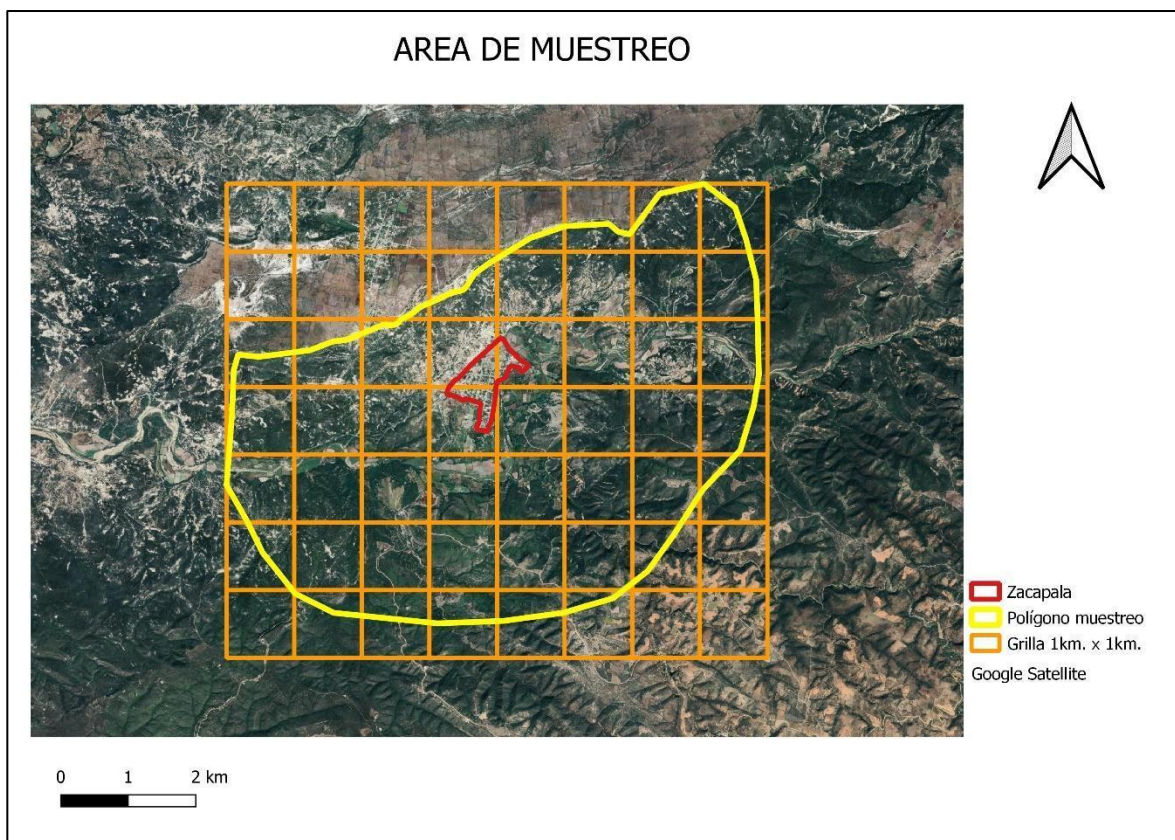 AREA DE MUESTREO
Zacapala
Polígono muestreo
Grilla 1km. x 1km.
Google Satellite
0 1 2 km